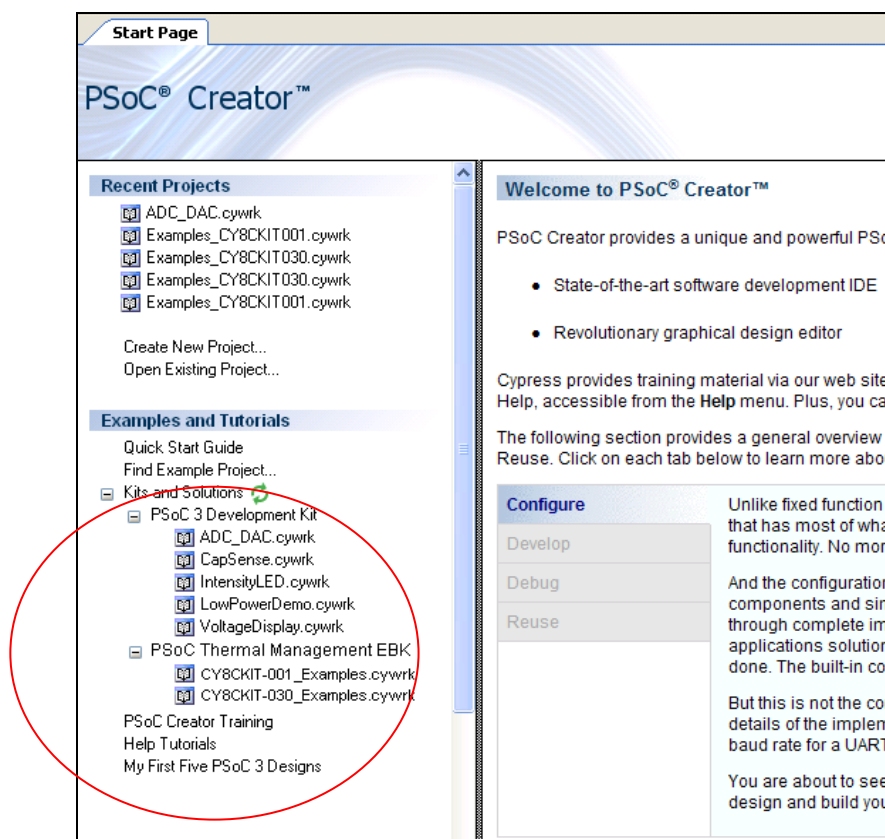 Start Page
PSoC® Creator™
Recent Projects
ADC_DAC.cywrk
Examples_CY8CKIT001.cywrk
Examples_CY8CKIT030.cywrk
Examples_CY8CKIT030.cywrk
Examples_CY8CKIT001.cywrk
Create New Project...
Open Existing Project...
Examples and Tutorials
Quick Start Guide
Find Example Project...
Kits and Solutions
PSoC 3 Development Kit
ADC_DAC.cywrk
CapSense.cywrk
IntensityLED.cywrk
LowPowerDemo.cywrk
VoltageDisplay.cywrk
PSoC Thermal Management EBK
CY8CKIT-001_Examples.cywrk
CY8CKIT-030_Examples.cywrk
PSoC Creator Training
Help Tutorials
My First Five PSoC 3 Designs
Welcome to PSoC® Creator™
PSoC Creator provides a unique and powerful PSo
• State-of-the-art software development IDE
• Revolutionary graphical design editor
Cypress provides training material via our web site
Help, accessible from the Help menu. Plus, you ca
The following section provides a general overview
Reuse. Click on each tab below to learn more abo
Configure
Develop
Debug
Reuse
Unlike fixed function
that has most of wha
functionality. No mor
And the configuration
components and sin
through complete im
applications solution
done. The built-in co
But this is not the co
details of the implem
baud rate for a UART
You are about to see
design and build you